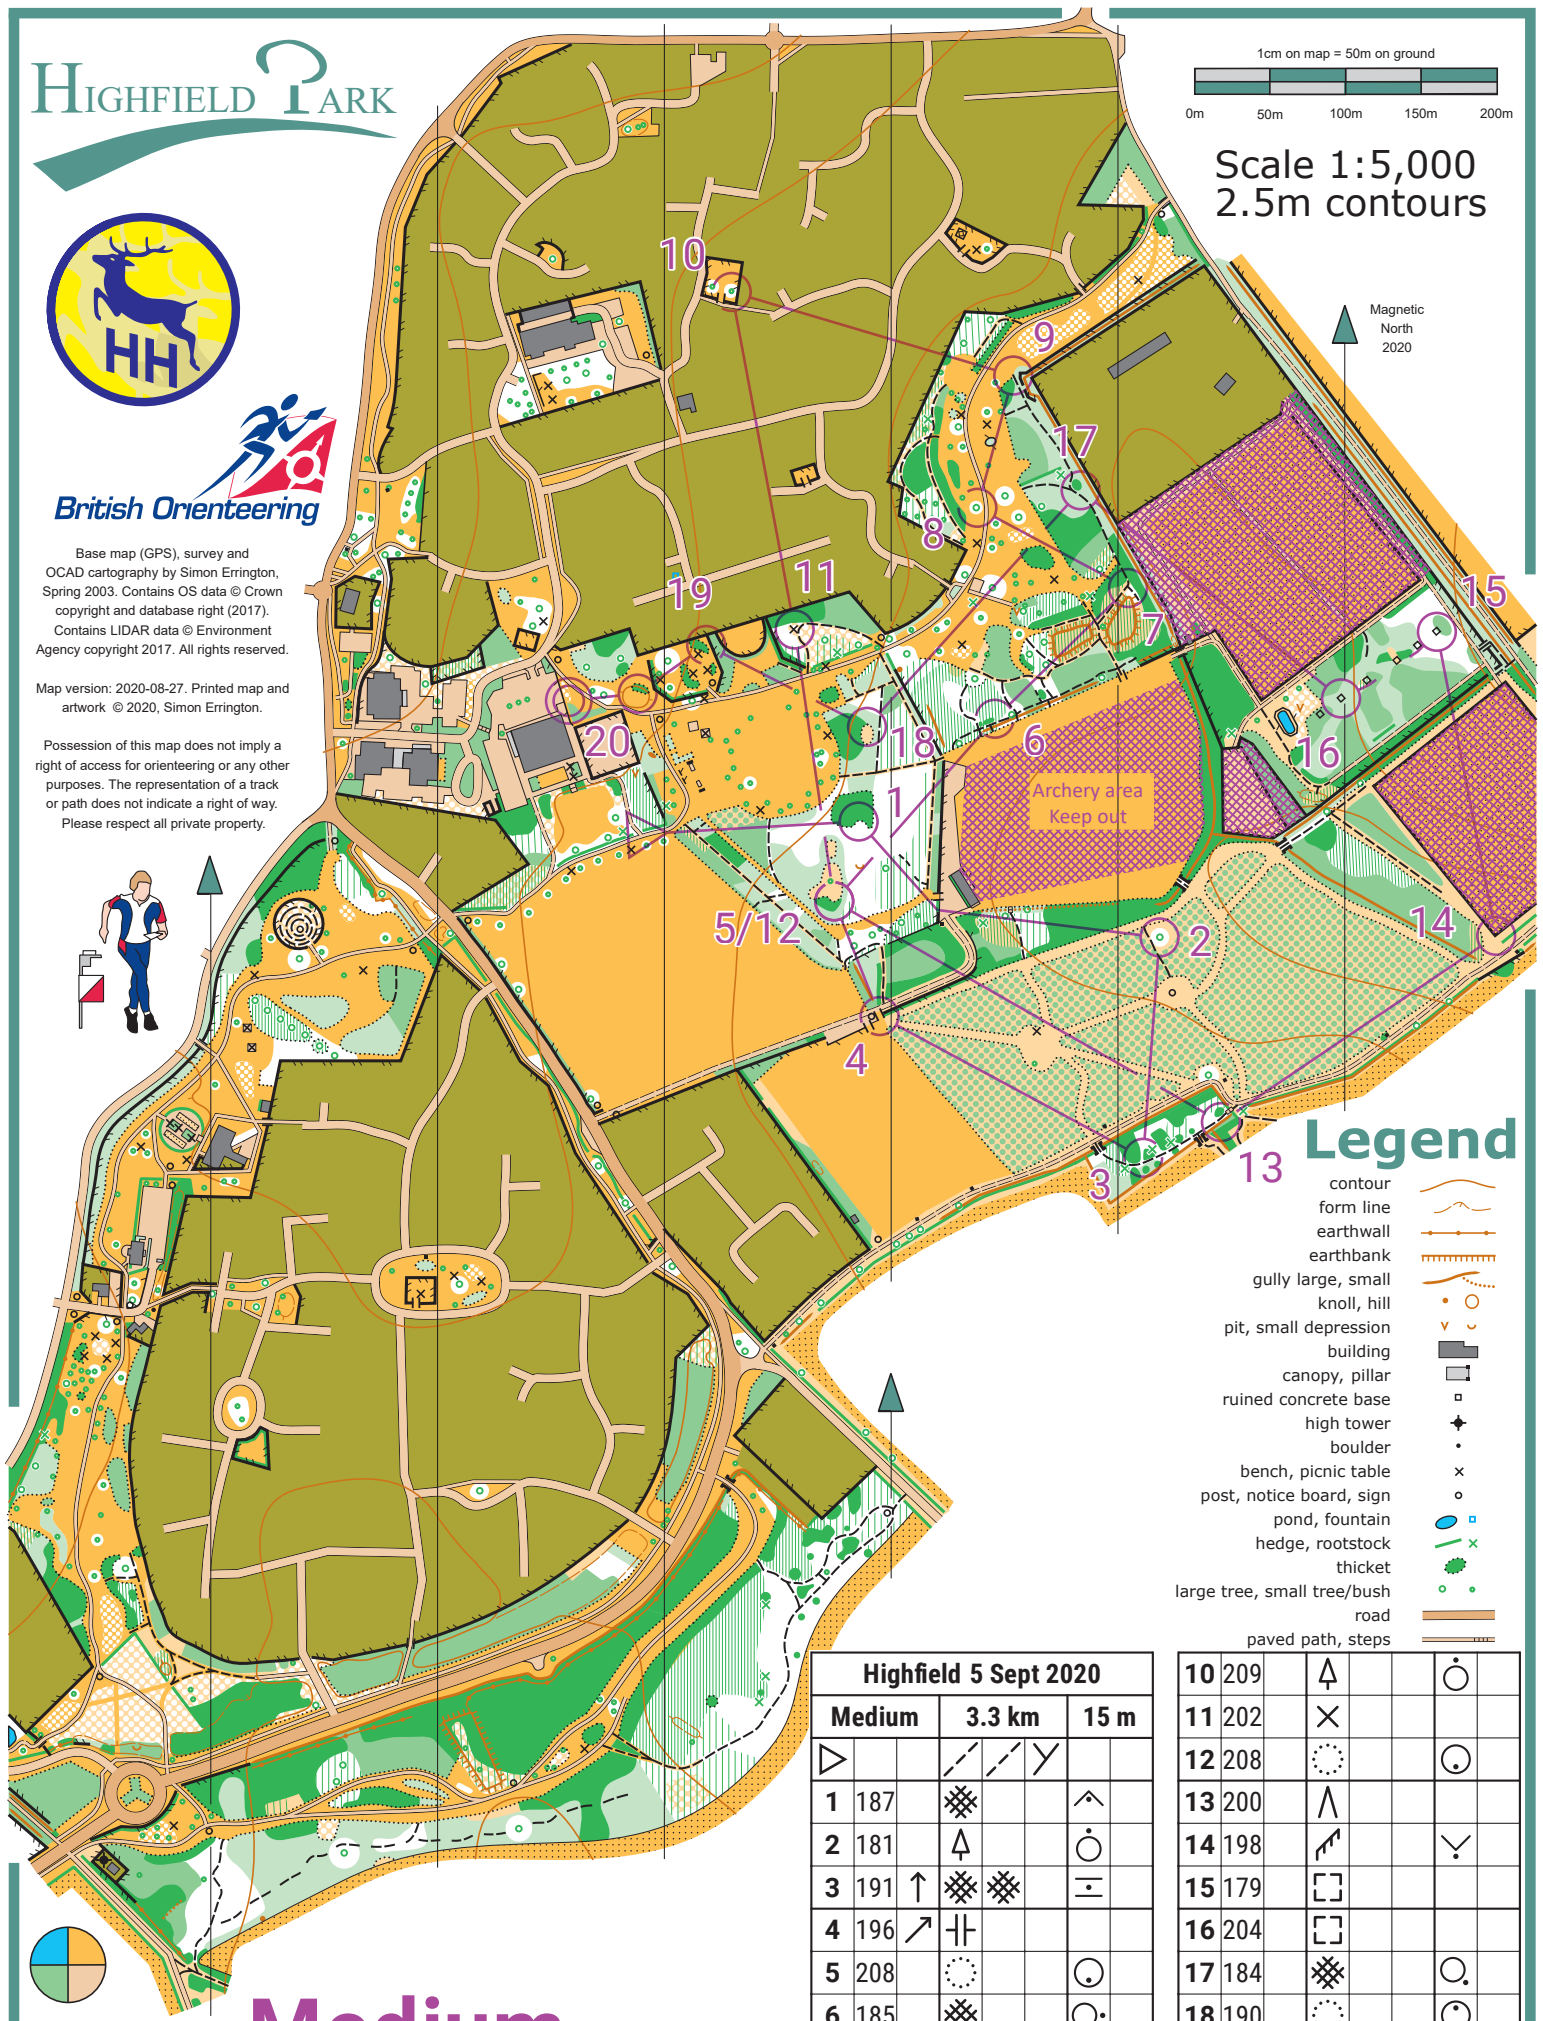 HIGHFIELD PARK
1cm on map = 50m on ground
0m 50m 100m 150m 200m
Scale 1:5,000
2.5m contours
Magnetic
North
2020
HH
British Orienteering
Base map (GPS), survey and
OCAD cartography by Simon Errington,
Spring 2003. Contains OS data © Crown
copyright and database right (2017).
Contains LIDAR data © Environment
Agency copyright 2017. All rights reserved.
Map version: 2020-08-27. Printed map and
artwork © 2020, Simon Errington.
Possession of this map does not imply a
right of access for orienteering or any other
purposes. The representation of a track
or path does not indicate a right of way.
Please respect all private property.
10
9
17
8
19
11
15
7
20
18
6
16
1
Archery area
Keep out
5/12
2
14
4
3
13
Legend
contour
form line
earthwall
earthbank
gully large, small
knoll, hill
pit, small depression
building
canopy, pillar
ruined concrete base
high tower
boulder
bench, picnic table
post, notice board, sign
pond, fountain
hedge, rootstock
thicket
large tree, small tree/bush
road
paved path, steps
Highfield 5 Sept 2020
Medium 3.3 km 15 m
1 187
2 181
3 191
4 196
5 208
6 185
10 209
11 202
12 208
13 200
14 198
15 179
16 204
17 184
18 190
Medium